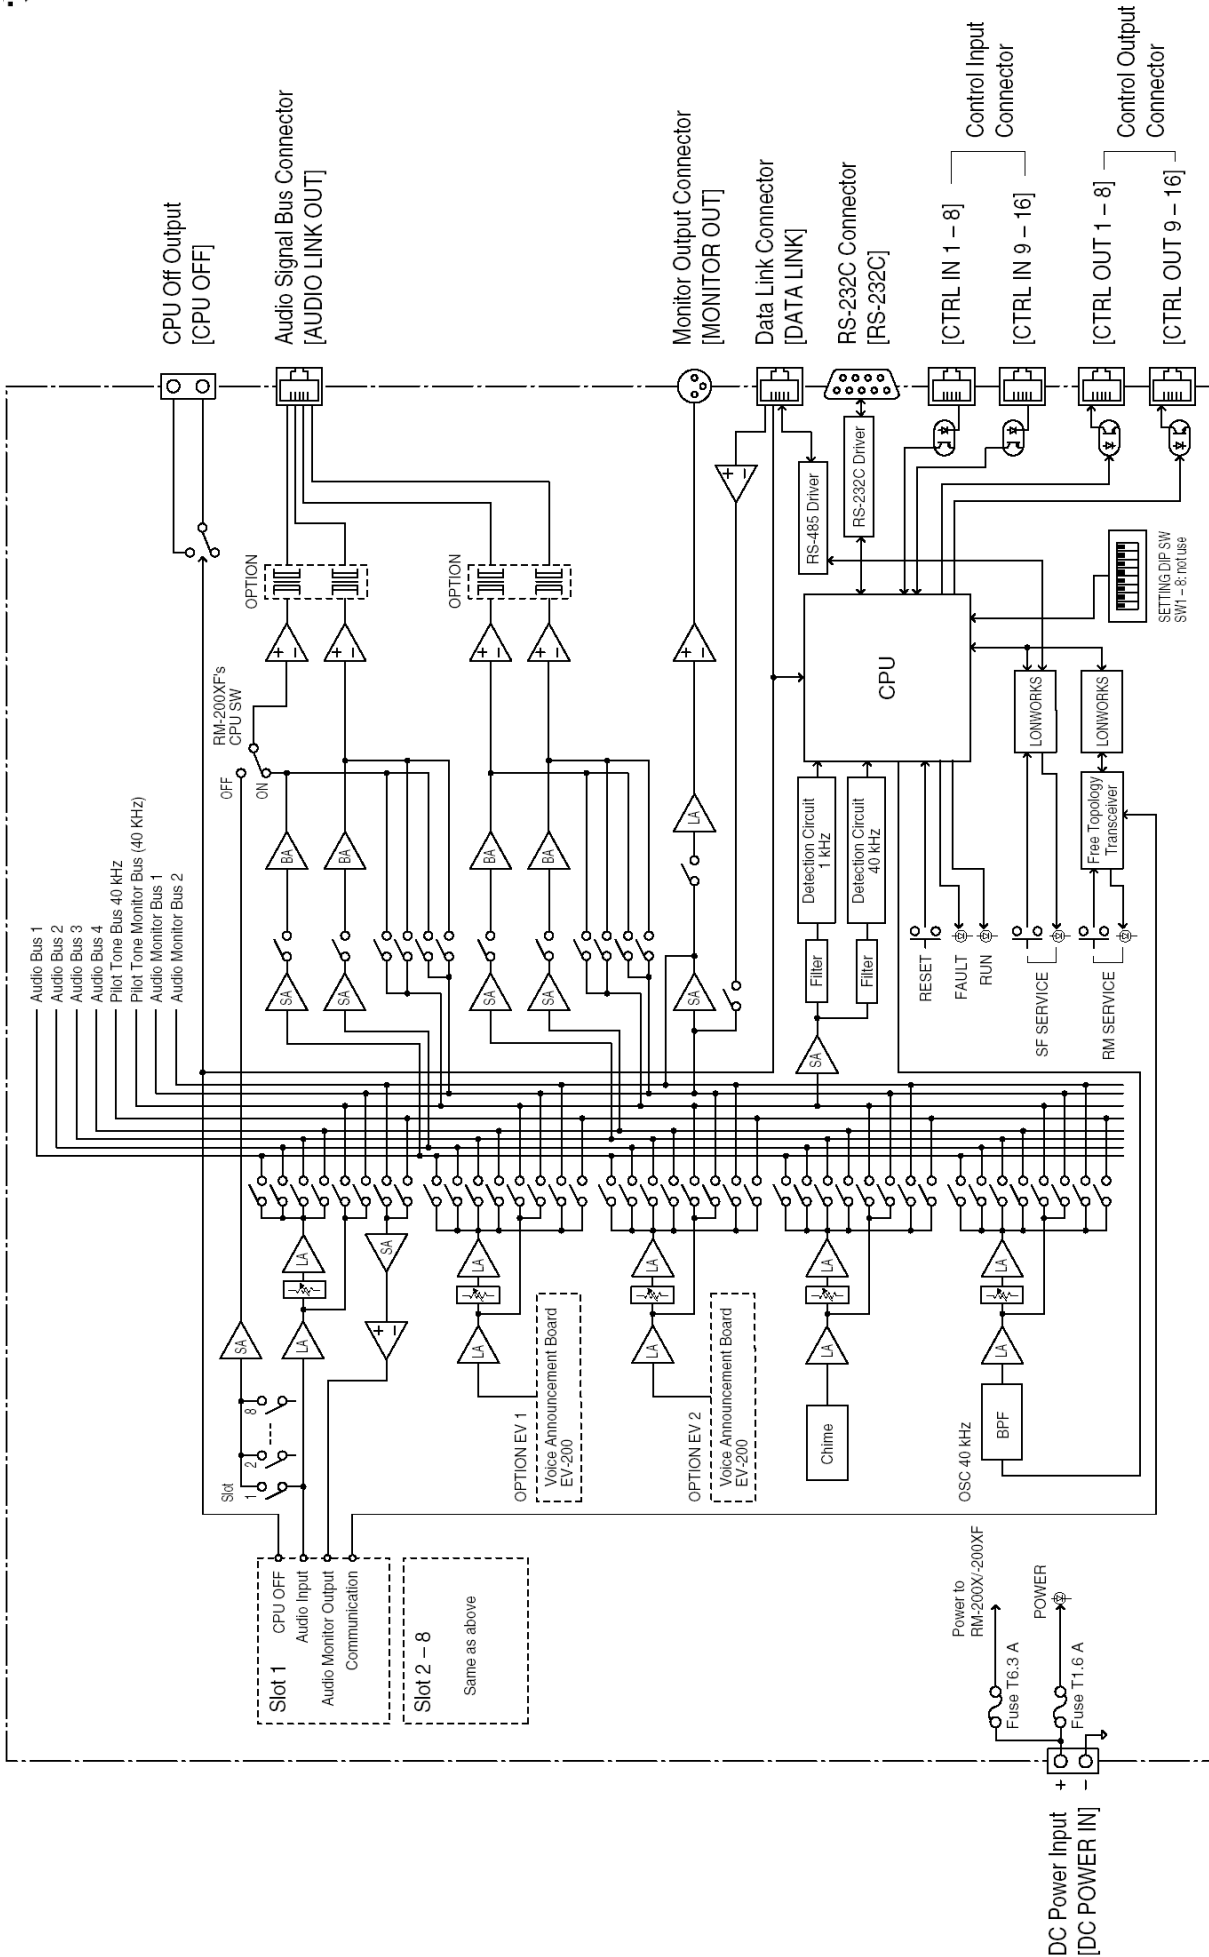 Audio Bus 1
Audio Bus 2
Audio Bus 3
Audio Bus 4
Pilot Tone Bus 40 kHz
Pilot Tone Monitor Bus (40 KHz)
Audio Monitor Bus 1
Audio Monitor Bus 2
CPU Off Output
[CPU OFF]
Audio Signal Bus Connector
[AUDIO LINK OUT]
RM-200XF's
CPU SW
OFF
ON
OPTION
OPTION
+
−
+
−
+
−
+
−
BA
BA
BA
BA
SA
SA
SA
SA
Monitor Output Connector
[MONITOR OUT]
SA
LA
+
−
Data Link Connector
[DATA LINK]
+
−
RS-485 Driver
RS-232C Connector
[RS-232C]
RS-232C Driver
[CTRL IN 1 – 8]
[CTRL IN 9 – 16]
Control Input
Connector
[CTRL OUT 1 – 8]
[CTRL OUT 9 – 16]
Control Output
Connector
SETTING DIP SW
SW1 – 8: not use
CPU
SA
Filter
Filter
Detection Circuit
1 kHz
Detection Circuit
40 kHz
RESET
FAULT
RUN
SF SERVICE
RM SERVICE
LONWORKS
LONWORKS
Free Topology
Transceiver
Slot
1
2
8
SA
LA
LA
SA
+
−
Slot 1
CPU OFF
Audio Input
Audio Monitor Output
Communication
Slot 2 – 8
Same as above
OPTION EV 1
Voice Announcement Board
EV-200
LA
LA
OPTION EV 2
Voice Announcement Board
EV-200
LA
LA
Chime
LA
LA
OSC 40 kHz
BPF
LA
LA
Power to
RM-200X/-200XF
Fuse T6.3 A
POWER
Fuse T1.6 A
+
−
DC Power Input
[DC POWER IN]